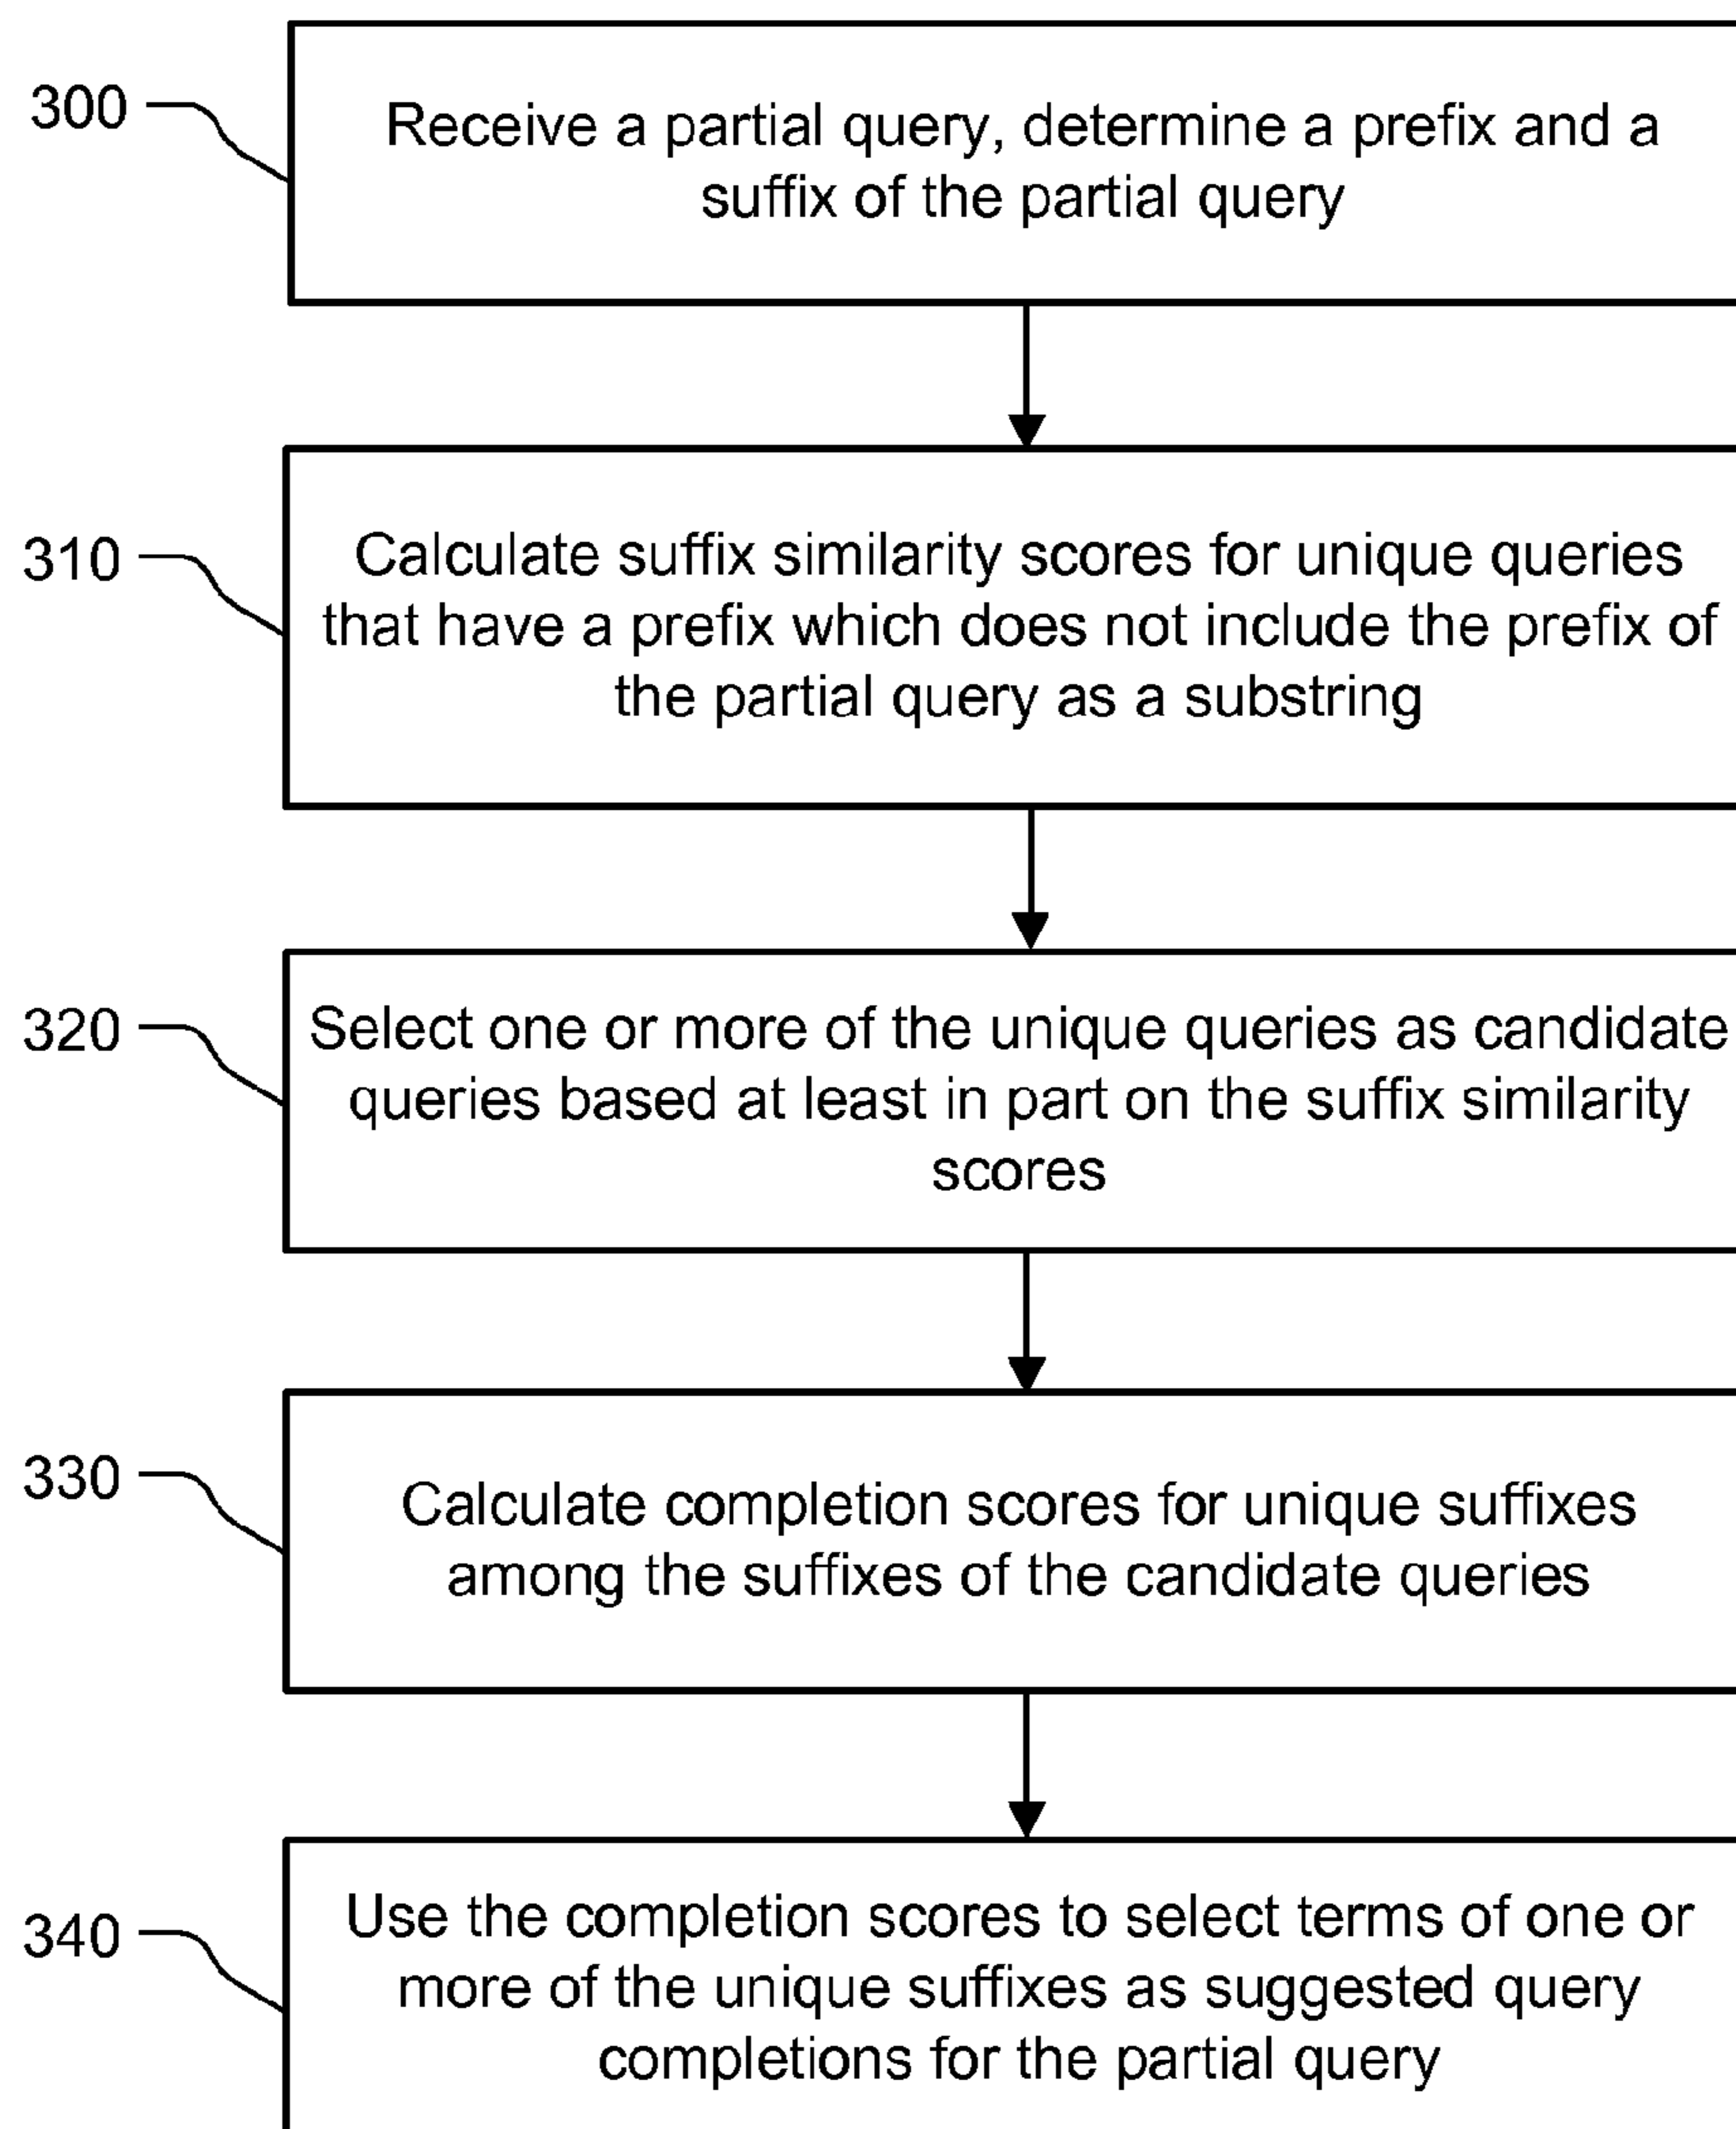 300
Receive a partial query, determine a prefix and a
suffix of the partial query
310
Calculate suffix similarity scores for unique queries
that have a prefix which does not include the prefix of
the partial query as a substring
320
Select one or more of the unique queries as candidate
queries based at least in part on the suffix similarity
scores
330
Calculate completion scores for unique suffixes
among the suffixes of the candidate queries
340
Use the completion scores to select terms of one or
more of the unique suffixes as suggested query
completions for the partial query